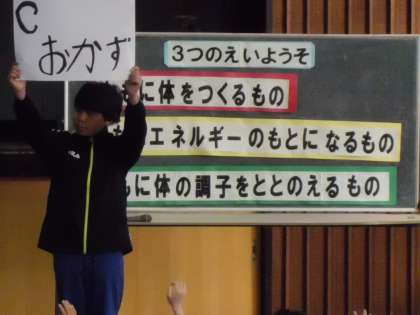 C
おかず
3つのえいようそ
に体をつくるもの
エネルギーのもとになるもの
に体の調子をととのえるもの